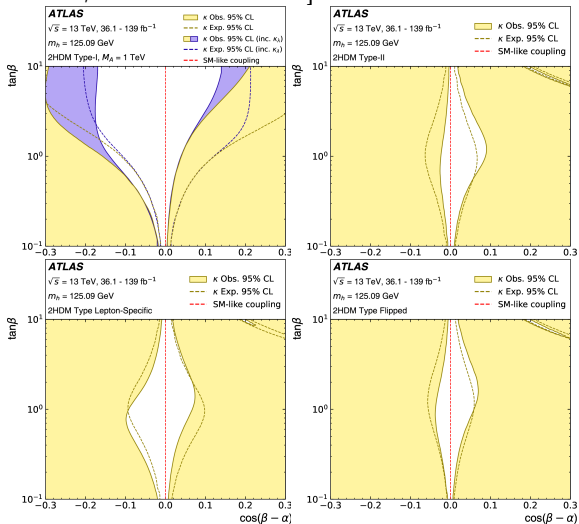 ATLAS
√s = 13 TeV, 36.1 - 139 fb⁻¹
m_h = 125.09 GeV
2HDM Type-I, M_A = 1 TeV
κ Obs. 95% CL
κ Exp. 95% CL
κ Obs. 95% CL (inc. κ_λ)
κ Exp. 95% CL (inc. κ_λ)
SM-like coupling
tanβ
10¹
10⁰
10⁻¹
−0.3 −0.2 −0.1 0.0 0.1 0.2 0.3
ATLAS
√s = 13 TeV, 36.1 - 139 fb⁻¹
m_h = 125.09 GeV
2HDM Type-II
κ Obs. 95% CL
κ Exp. 95% CL
SM-like coupling
tanβ
10¹
10⁰
10⁻¹
−0.3 −0.2 −0.1 0.0 0.1 0.2 0.3
ATLAS
√s = 13 TeV, 36.1 - 139 fb⁻¹
m_h = 125.09 GeV
2HDM Type Lepton-Specific
κ Obs. 95% CL
κ Exp. 95% CL
SM-like coupling
tanβ
10¹
10⁰
10⁻¹
−0.3 −0.2 −0.1 0.0 0.1 0.2 0.3
cos(β − α)
ATLAS
√s = 13 TeV, 36.1 - 139 fb⁻¹
m_h = 125.09 GeV
2HDM Type Flipped
κ Obs. 95% CL
κ Exp. 95% CL
SM-like coupling
tanβ
10¹
10⁰
10⁻¹
−0.3 −0.2 −0.1 0.0 0.1 0.2 0.3
cos(β − α)